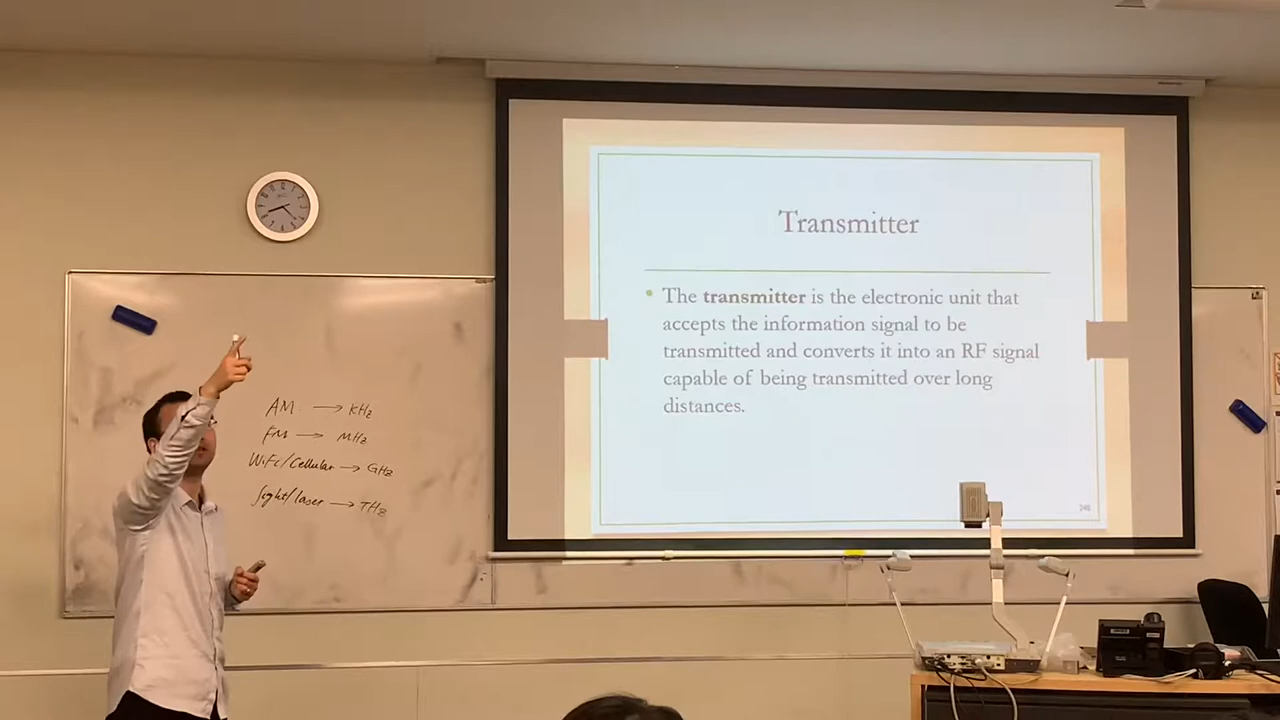 Transmitter
• The transmitter is the electronic unit that
accepts the information signal to be
transmitted and converts it into an RF signal
capable of being transmitted over long
distances.
246
AM → KHz
FM → MHz
WiFi/Cellular → GHz
Light/laser → THz